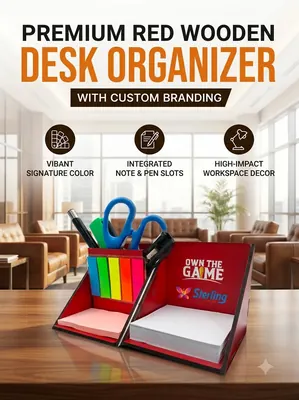 PREMIUM RED WOODEN
DESK ORGANIZER
WITH CUSTOM BRANDING
VIBANT
SIGNATURE COLOR
INTEGRATED
NOTE & PEN SLOTS
HIGH-IMPACT
WORKSPACE DECOR
OWN THE
GAME
Sterling